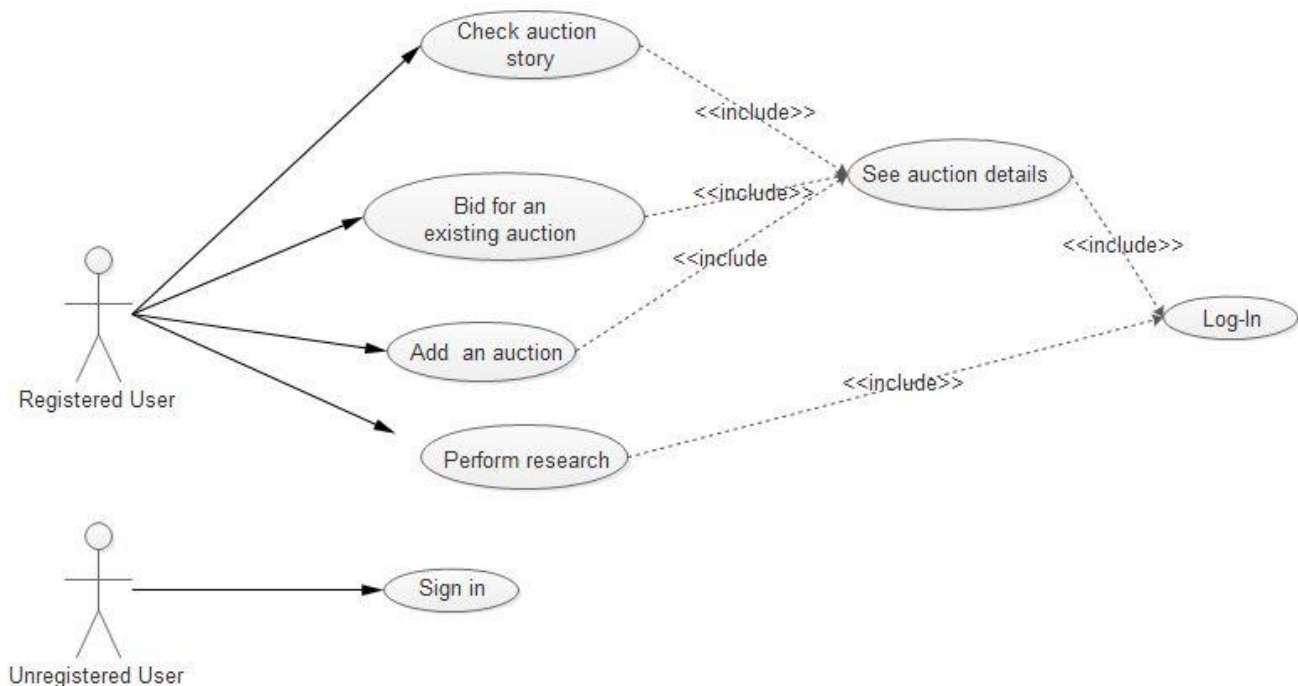 Check auction
story
<<include>>
See auction details
<<include>>
Bid for an
existing auction
<<include>>
<<include
Log-In
Add  an auction
<<include>>
Registered User
Perform research
Sign in
Unregistered User